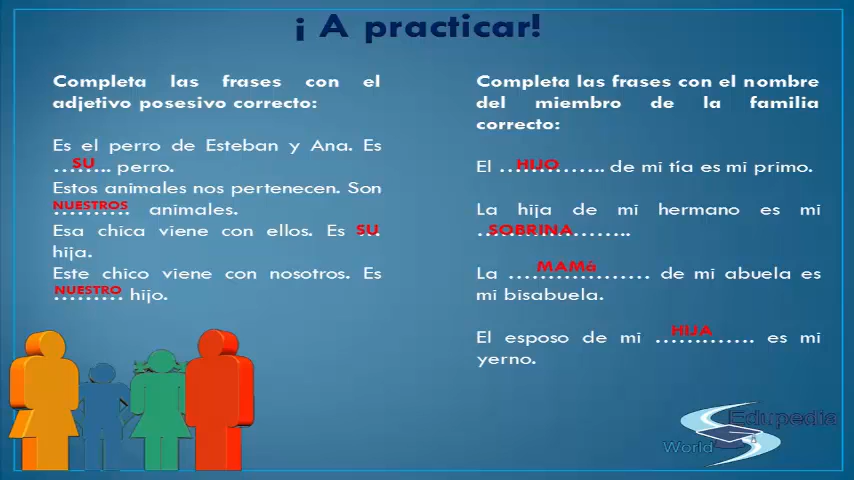 ¡ A practicar!
Completa las frases con el
adjetivo posesivo correcto:
Es el perro de Esteban y Ana. Es
...SU.... perro.
Estos animales nos pertenecen. Son
NUESTROS animales.
Esa chica viene con ellos. Es SU
hija.
Este chico viene con nosotros. Es
NUESTRO hijo.
Completa las frases con el nombre
del miembro de la familia
correcto:
El ...HIJO..... de mi tía es mi primo.
La hija de mi hermano es mi
.SOBRINA........
La ....MAMá....... de mi abuela es
mi bisabuela.
El esposo de mi ..HIJA..... es mi
yerno.
Edupedia
World